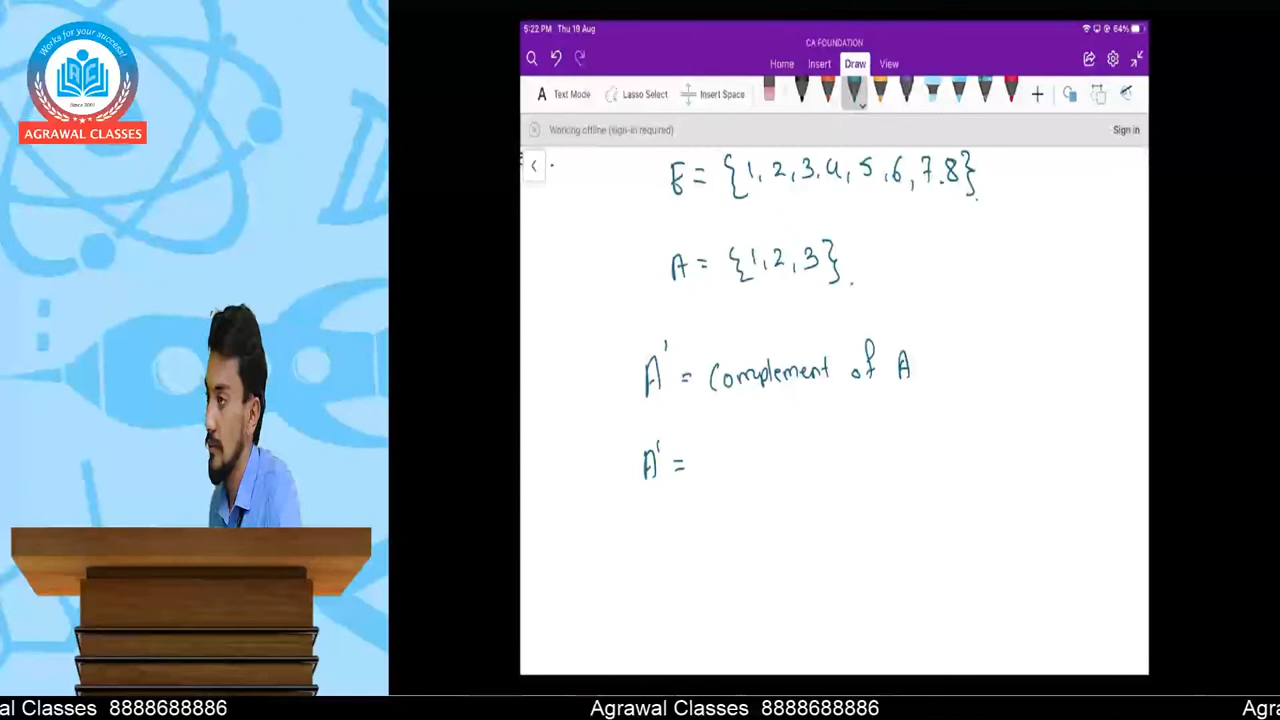 Works for your success!
AEC
Since 2001
AGRAWAL CLASSES
5:22 PM Thu 19 Aug
64%
CA FOUNDATION
Home Insert Draw View
A Text Mode Lasso Select Insert Space
Working offline (sign-in required) Sign in
E = {1, 2, 3, 4, 5, 6, 7, 8}
A = {1, 2, 3}
A' = Complement of A
A' =
al Classes 8888688886 Agrawal Classes 8888688886 Ag